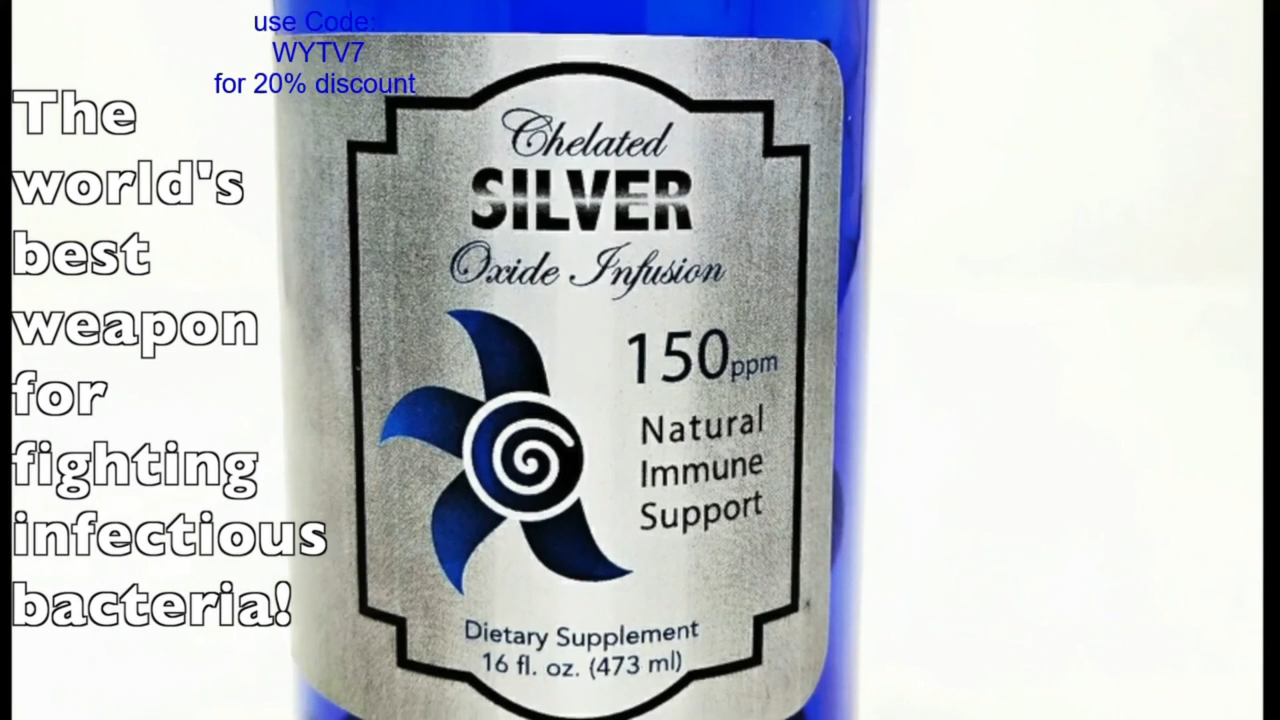 use Code:
WYTV7
for 20% discount
The
world's
best
weapon
for
fighting
infectious
bacteria!
Chelated
SILVER
Oxide Infusion
150ppm
Natural
Immune
Support
Dietary Supplement
16 fl. oz. (473 ml)